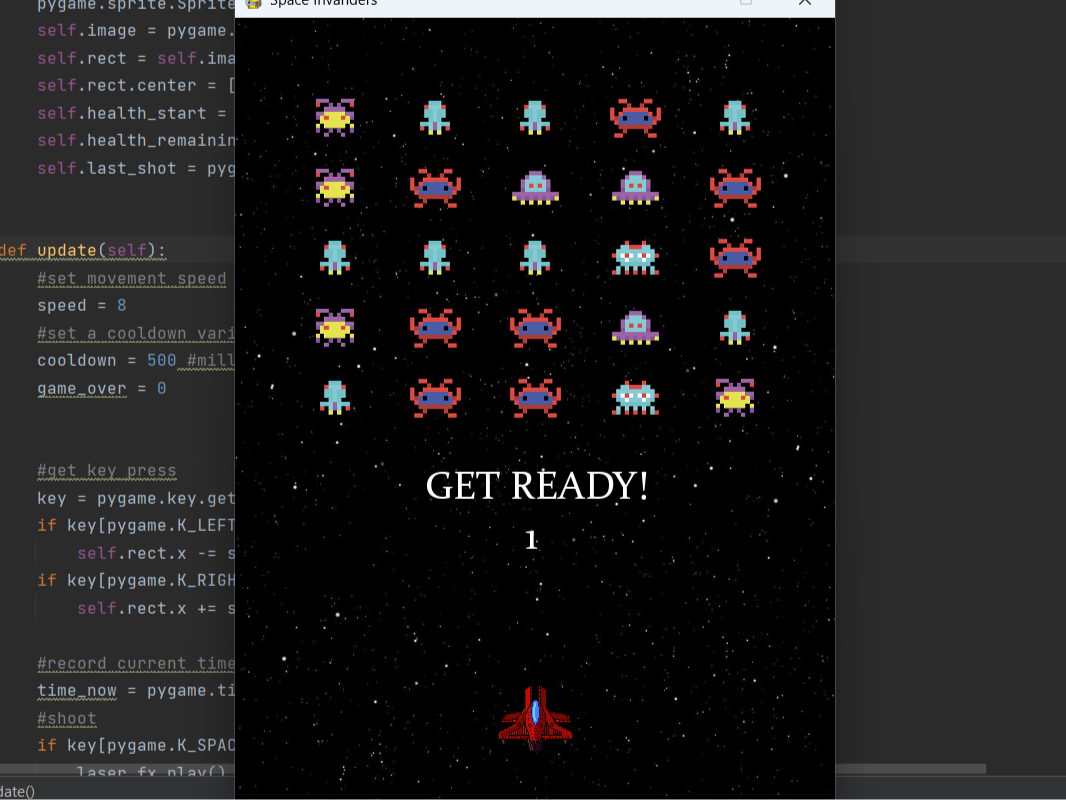 pygame.sprite.Sprite
self.image = pygame.
self.rect = self.ima
self.rect.center = [
self.health_start =
self.health_remainin
self.last_shot = pyg
def update(self):
#set movement speed
speed = 8
#set a cooldown vari
cooldown = 500 #mill
game_over = 0
#get key press
key = pygame.key.get
if key[pygame.K_LEFT
self.rect.x -= s
if key[pygame.K_RIGH
self.rect.x += s
#record current time
time_now = pygame.ti
#shoot
if key[pygame.K_SPAC
laser_fx.play()
date()
Space Invanders
GET READY!
1